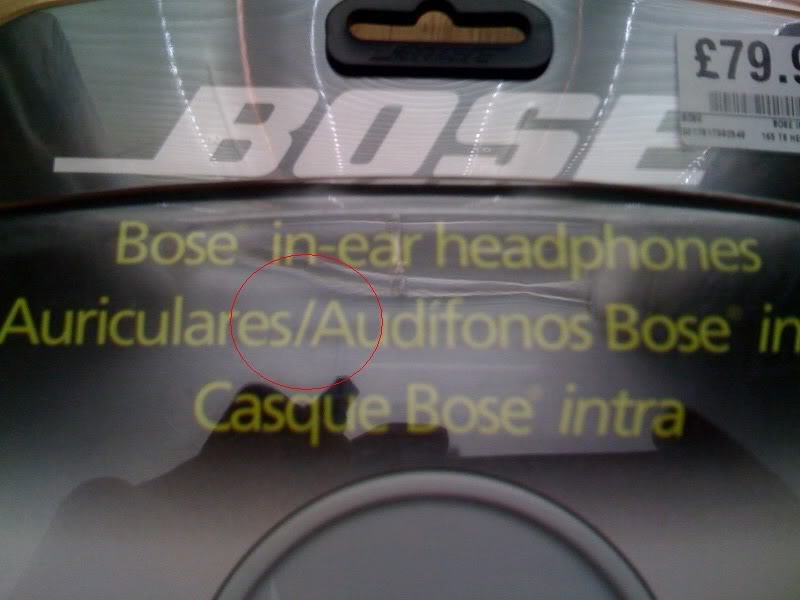 £79.9
BOSE
Bose® in-ear headphones
Auriculares/Audífonos Bose® in
Casque Bose® intra